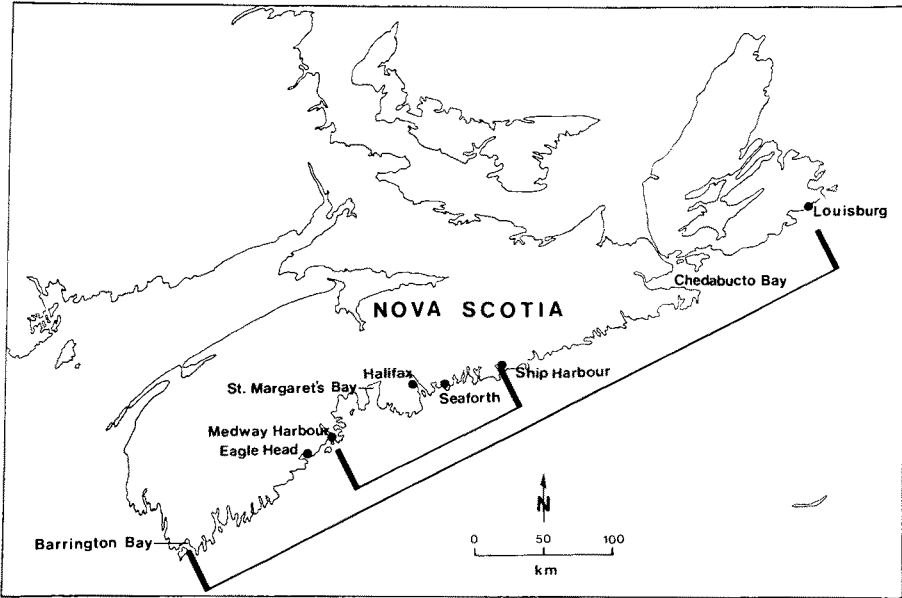 Louisburg
Chedabucto Bay
NOVA SCOTIA
Halifax
Ship Harbour
St. Margaret's Bay
Seaforth
Medway Harbour
Eagle Head
N
Barrington Bay
0 50 100
km